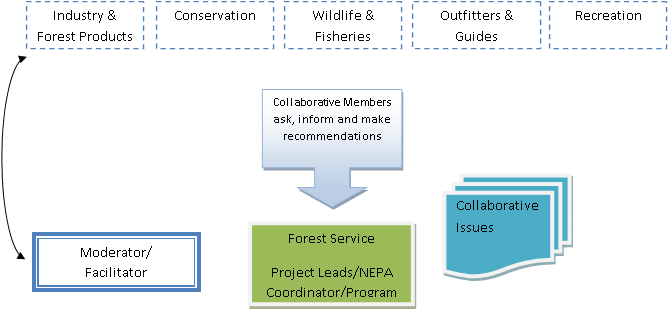 Industry &
Forest Products
Conservation
Wildlife &
Fisheries
Outfitters &
Guides
Recreation
Collaborative Members
ask, inform and make
recommendations
Collaborative
Issues
Forest Service
Project Leads/NEPA
Coordinator/Program
Moderator/
Facilitator